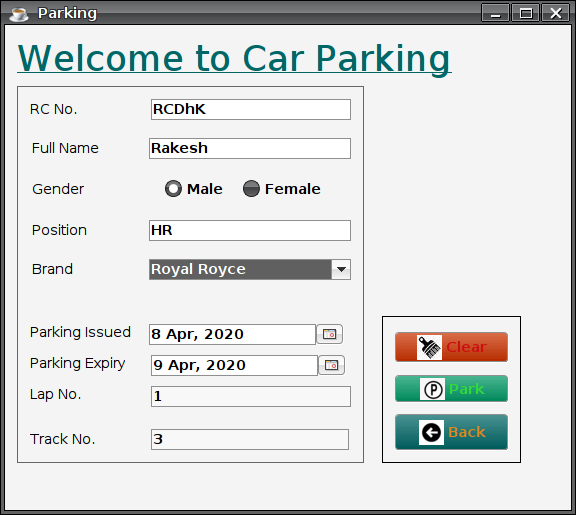 Parking
Welcome to Car Parking
RC No. RCDhK
Full Name Rakesh
Gender Male Female
Position HR
Brand Royal Royce
Parking Issued 8 Apr, 2020
Parking Expiry 9 Apr, 2020
Lap No. 1
Track No. 3
Clear
P Park
Back